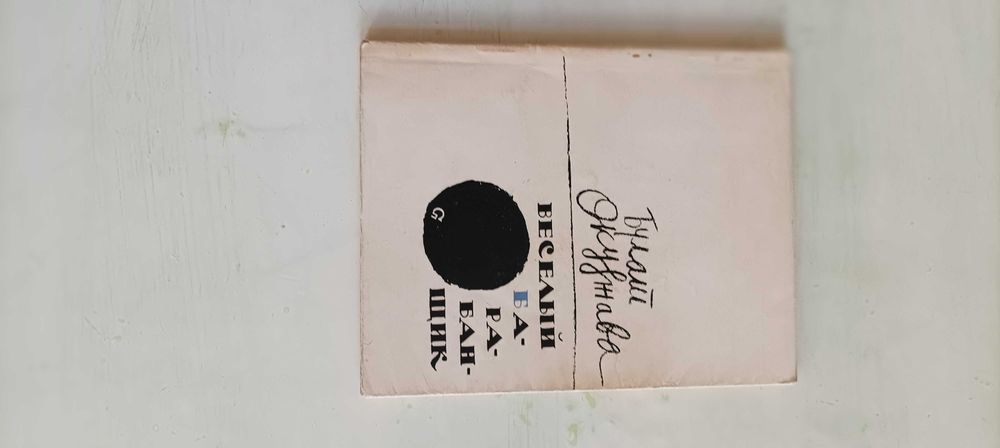 Булат
Окуджава
ВЕСЕЛЫЙ
БА-
РА-
БАН-
ЩИК